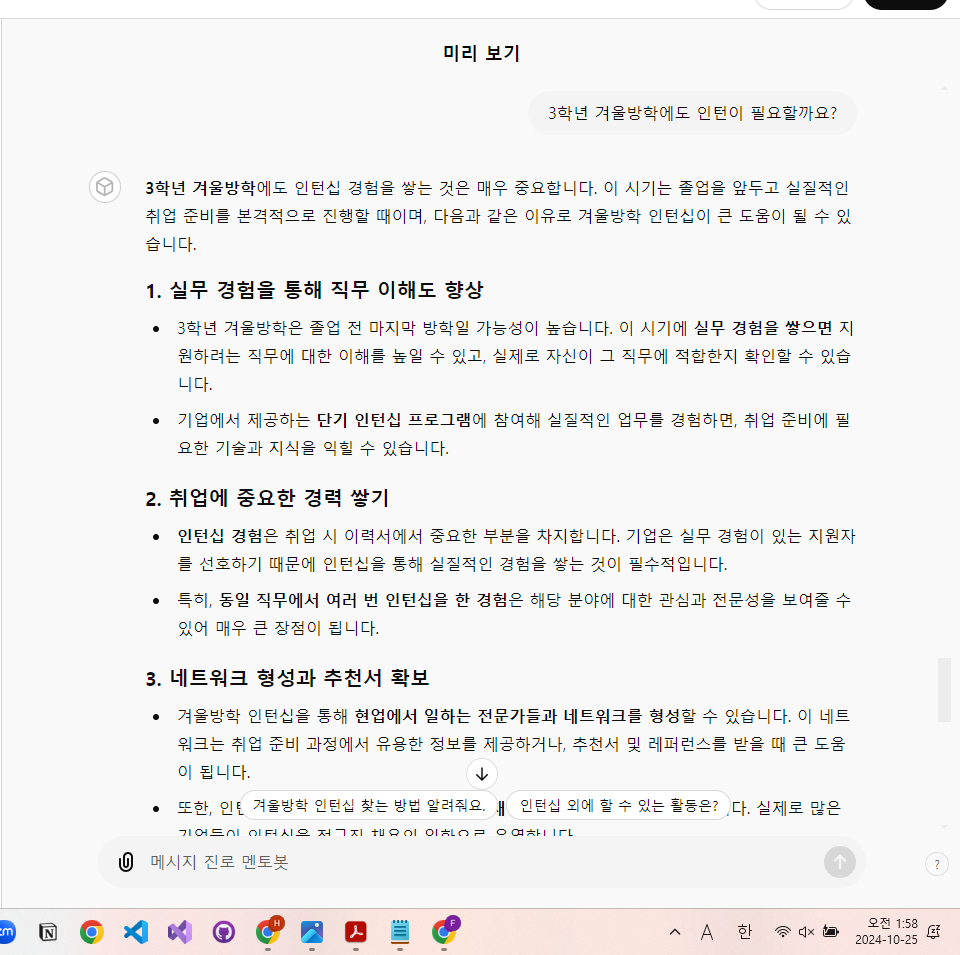 미리 보기
3학년 겨울방학에도 인턴이 필요할까요?
3학년 겨울방학에도 인턴십 경험을 쌓는 것은 매우 중요합니다. 이 시기는 졸업을 앞두고 실질적인
취업 준비를 본격적으로 진행할 때이며, 다음과 같은 이유로 겨울방학 인턴십이 큰 도움이 될 수 있
습니다.
1. 실무 경험을 통해 직무 이해도 향상
• 3학년 겨울방학은 졸업 전 마지막 방학일 가능성이 높습니다. 이 시기에 실무 경험을 쌓으면 지
원하려는 직무에 대한 이해를 높일 수 있고, 실제로 자신이 그 직무에 적합한지 확인할 수 있습
니다.
• 기업에서 제공하는 단기 인턴십 프로그램에 참여해 실질적인 업무를 경험하면, 취업 준비에 필
요한 기술과 지식을 익힐 수 있습니다.
2. 취업에 중요한 경력 쌓기
• 인턴십 경험은 취업 시 이력서에서 중요한 부분을 차지합니다. 기업은 실무 경험이 있는 지원자
를 선호하기 때문에 인턴십을 통해 실질적인 경험을 쌓는 것이 필수적입니다.
• 특히, 동일 직무에서 여러 번 인턴십을 한 경험은 해당 분야에 대한 관심과 전문성을 보여줄 수
있어 매우 큰 장점이 됩니다.
3. 네트워크 형성과 추천서 확보
• 겨울방학 인턴십을 통해 현업에서 일하는 전문가들과 네트워크를 형성할 수 있습니다. 이 네트
워크는 취업 준비 과정에서 유용한 정보를 제공하거나, 추천서 및 레퍼런스를 받을 때 큰 도움
이 됩니다.
• 또한, 인턴
겨울방학 인턴십 찾는 방법 알려줘요.
인턴십 외에 할 수 있는 활동은?
다. 실제로 많은
기업들이 인턴십을 정규직 채용의 일환으로 운영합니다.
메시지 진로 멘토봇
?
zm
N
H
F
A
한
오전 1:58
2024-10-25